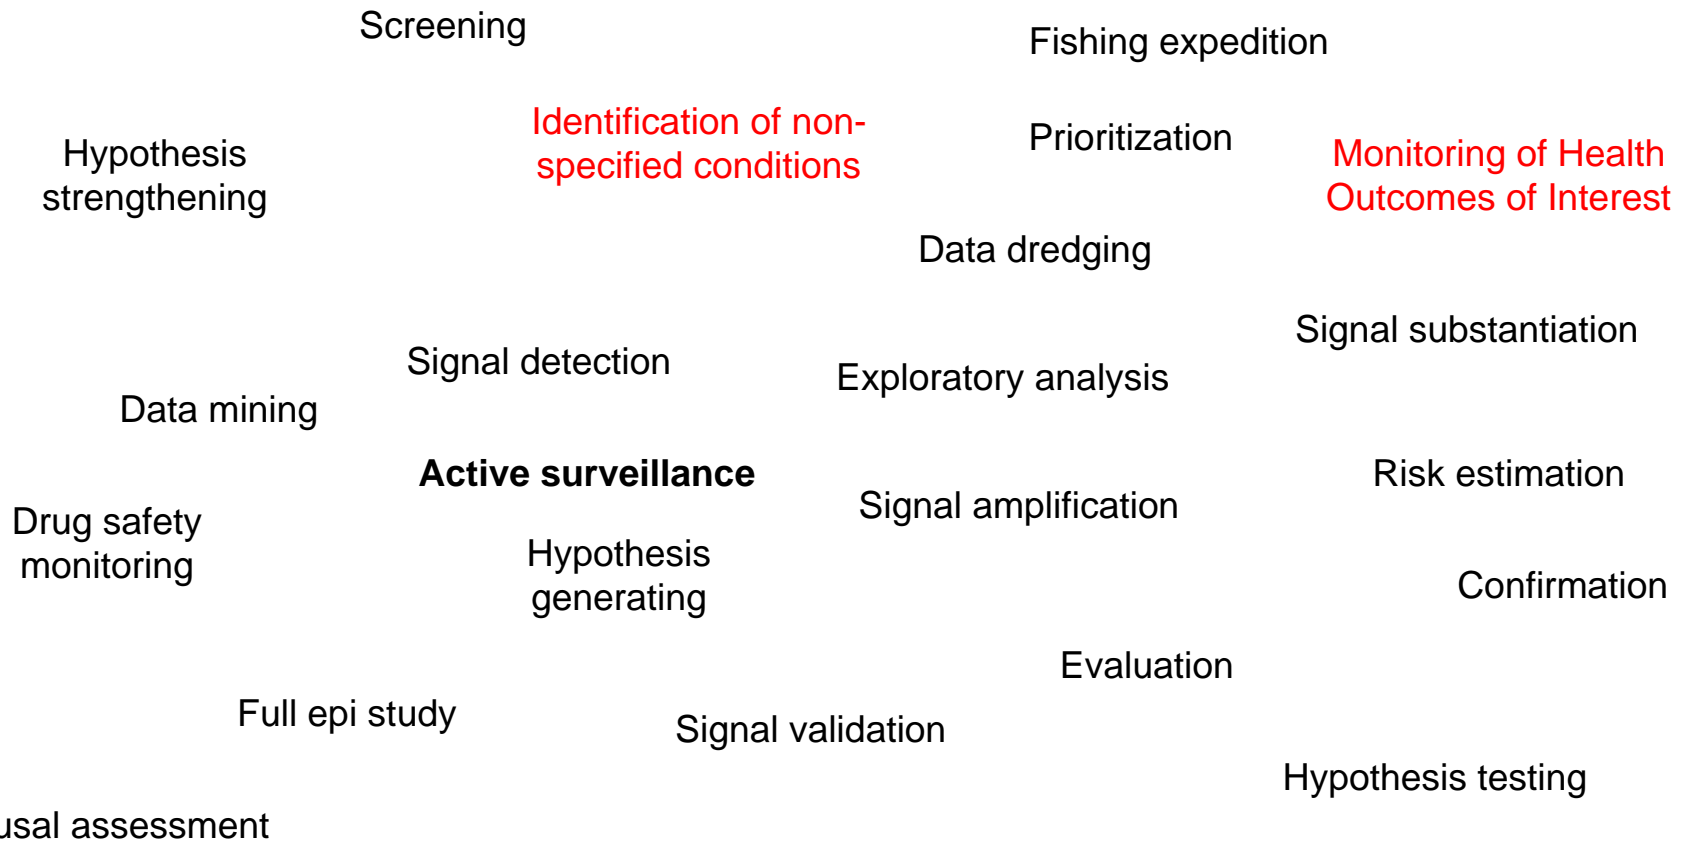 Screening
Fishing expedition
Identification of non-
specified conditions
Prioritization
Hypothesis
strengthening
Monitoring of Health
Outcomes of Interest
Data dredging
Signal substantiation
Signal detection
Exploratory analysis
Data mining
Active surveillance
Risk estimation
Signal amplification
Drug safety
monitoring
Hypothesis
generating
Confirmation
Evaluation
Full epi study
Signal validation
Hypothesis testing
usal assessment